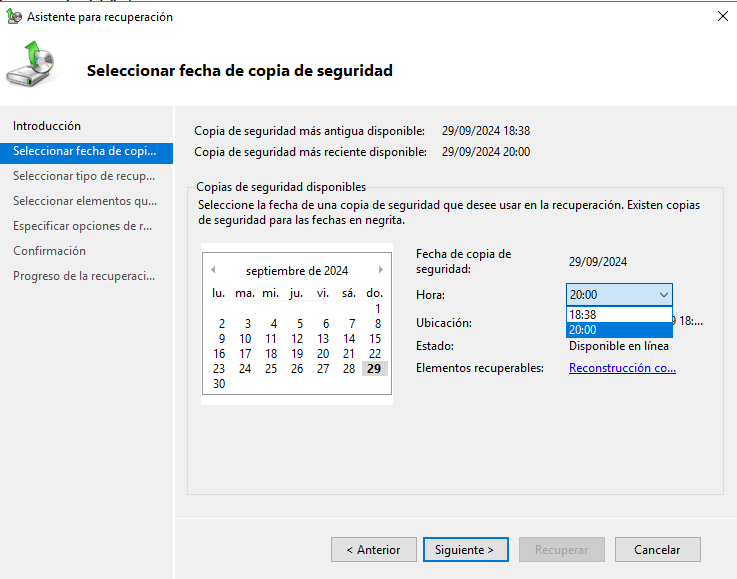 Asistente para recuperación
Seleccionar fecha de copia de seguridad
Introducción
Seleccionar fecha de copi...
Seleccionar tipo de recup...
Seleccionar elementos qu...
Especificar opciones de r...
Confirmación
Progreso de la recuperaci...
Copia de seguridad más antigua disponible: 29/09/2024 18:38
Copia de seguridad más reciente disponible: 29/09/2024 20:00
Copias de seguridad disponibles
Seleccione la fecha de una copia de seguridad que desee usar en la recuperación. Existen copias
de seguridad para las fechas en negrita.
septiembre de 2024
lu. ma. mi. ju. vi. sá. do.
1
2 3 4 5 6 7 8
9 10 11 12 13 14 15
16 17 18 19 20 21 22
23 24 25 26 27 28 29
30
Fecha de copia de
seguridad: 29/09/2024
Hora: 20:00
18:38
20:00
Ubicación: 9 18:...
Estado: Disponible en línea
Elementos recuperables: Reconstrucción co...
< Anterior Siguiente > Recuperar Cancelar